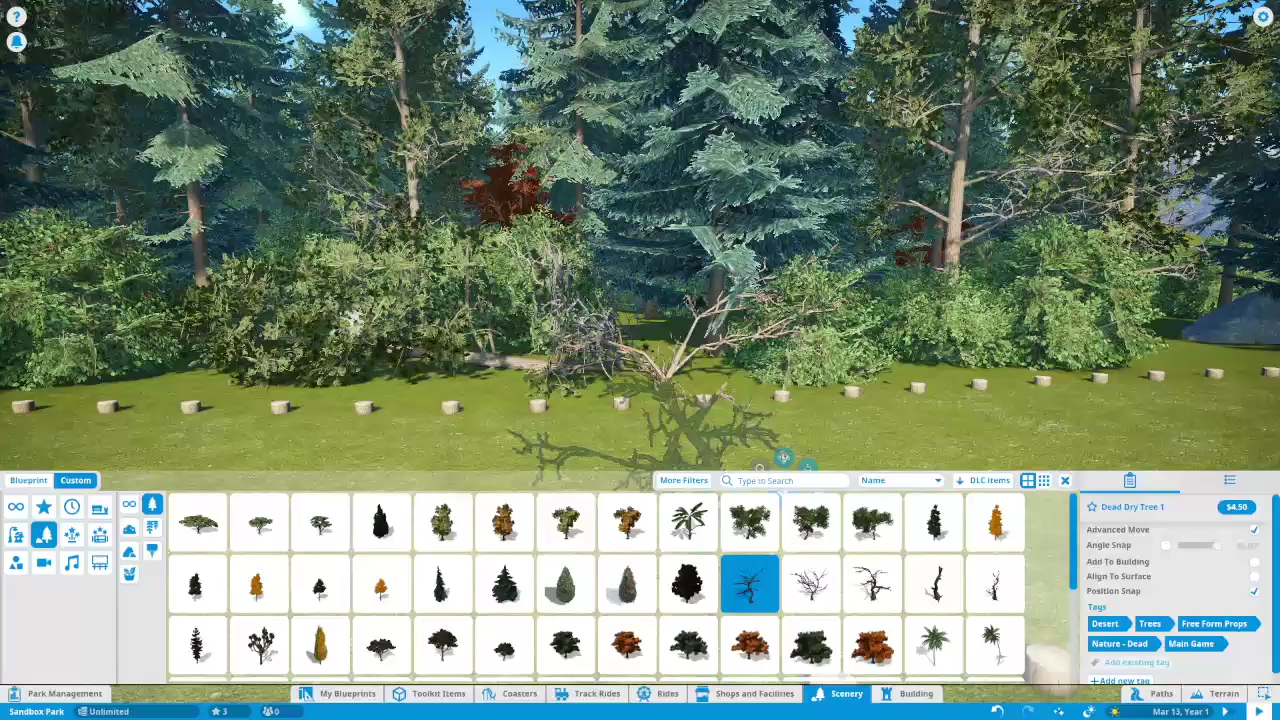 ?
Blueprint Custom More Filters Type to Search Name DLC items
Dead Dry Tree 1 $4.50
Advanced Move
Angle Snap
Add To Building
Align To Surface
Position Snap
Tags
Desert Trees Free Form Props
Nature - Dead Main Game
Add existing tag
+Add new tag
Park Management My Blueprints Toolkit Items Coasters Track Rides Rides Shops and Facilities Scenery Building Paths Terrain
Sandbox Park Unlimited 3 0 Mar 13, Year 1